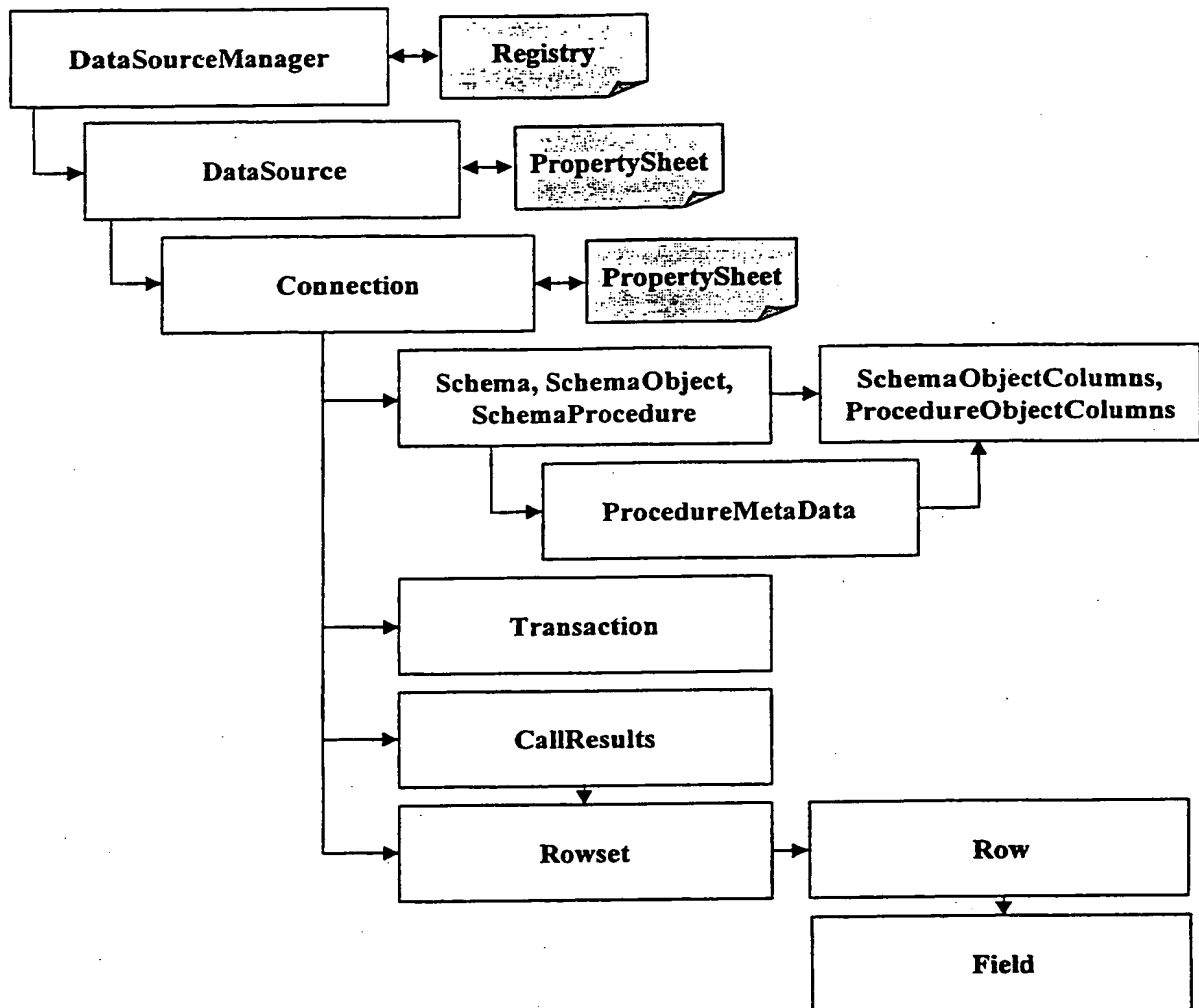 DataSourceManager
Registry
DataSource
PropertySheet
Connection
PropertySheet
Schema, SchemaObject,
SchemaProcedure
SchemaObjectColumns,
ProcedureObjectColumns
ProcedureMetaData
Transaction
CallResults
Rowset
Row
Field